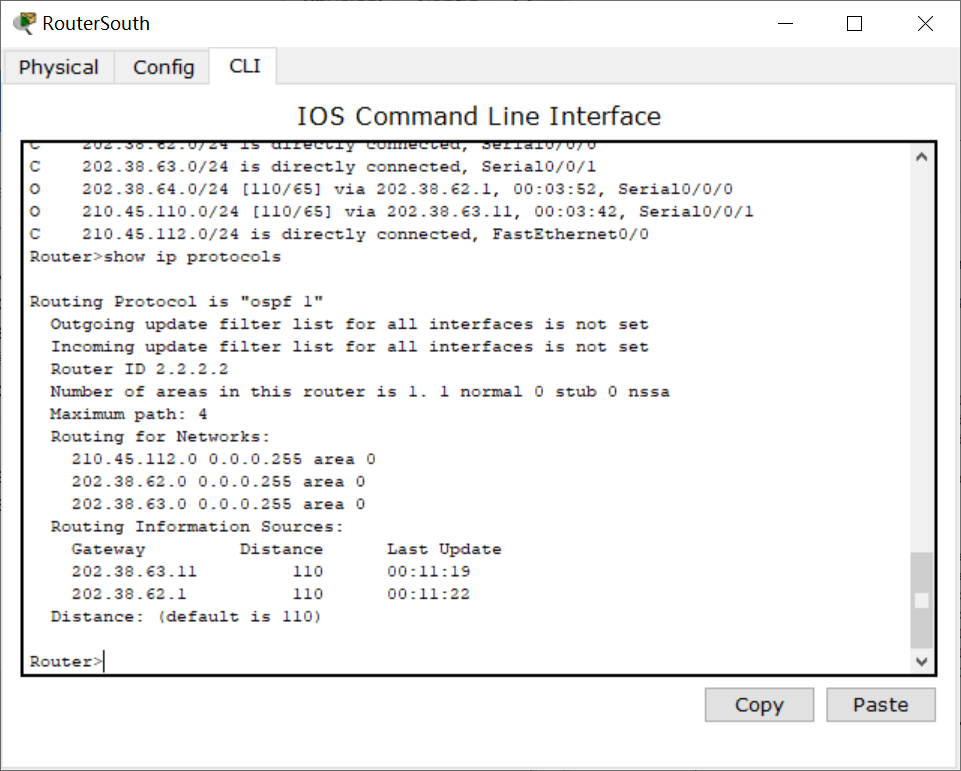 RouterSouth
Physical Config CLI
IOS Command Line Interface
C    202.38.62.0/24 is directly connected, Serial0/0/0
C    202.38.63.0/24 is directly connected, Serial0/0/1
O    202.38.64.0/24 [110/65] via 202.38.62.1, 00:03:52, Serial0/0/0
O    210.45.110.0/24 [110/65] via 202.38.63.11, 00:03:42, Serial0/0/1
C    210.45.112.0/24 is directly connected, FastEthernet0/0
Router>show ip protocols
Routing Protocol is "ospf 1"
  Outgoing update filter list for all interfaces is not set
  Incoming update filter list for all interfaces is not set
  Router ID 2.2.2.2
  Number of areas in this router is 1. 1 normal 0 stub 0 nssa
  Maximum path: 4
  Routing for Networks:
    210.45.112.0 0.0.0.255 area 0
    202.38.62.0 0.0.0.255 area 0
    202.38.63.0 0.0.0.255 area 0
  Routing Information Sources:
    Gateway         Distance      Last Update
    202.38.63.11         110      00:11:19
    202.38.62.1          110      00:11:22
  Distance: (default is 110)
Router>
Copy Paste